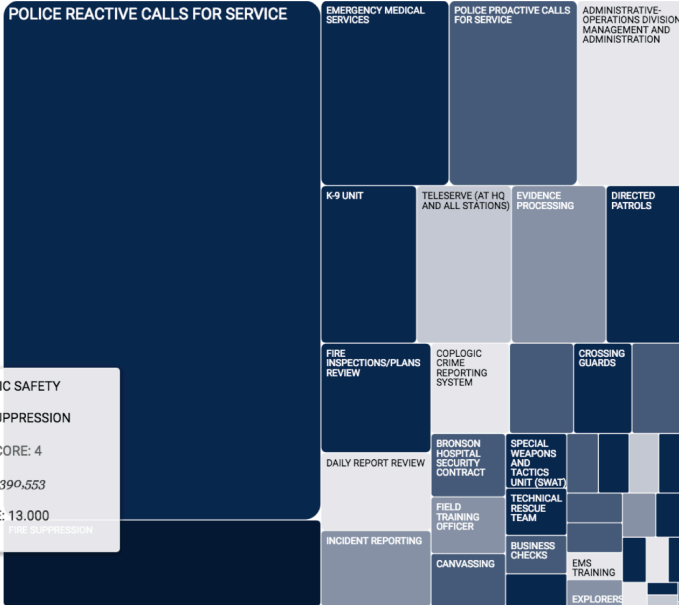 POLICE REACTIVE CALLS FOR SERVICE
EMERGENCY MEDICAL
SERVICES
POLICE PROACTIVE CALLS
FOR SERVICE
ADMINISTRATIVE-
OPERATIONS DIVISION
MANAGEMENT AND
ADMINISTRATION
K-9 UNIT
TELESERVE (AT HQ
AND ALL STATIONS)
EVIDENCE
PROCESSING
DIRECTED
PATROLS
FIRE
INSPECTIONS/PLANS
REVIEW
COPLOGIC
CRIME
REPORTING
SYSTEM
CROSSING
GUARDS
IC SAFETY
UPPRESSION
CORE: 4
390,553
E: 13.000
FIRE SUPPRESSION
DAILY REPORT REVIEW
BRONSON
HOSPITAL
SECURITY
CONTRACT
SPECIAL
WEAPONS
AND
TACTICS
UNIT (SWAT)
FIELD
TRAINING
OFFICER
TECHNICAL
RESCUE
TEAM
INCIDENT REPORTING
CANVASSING
BUSINESS
CHECKS
EMS
TRAINING
EXPLORERS